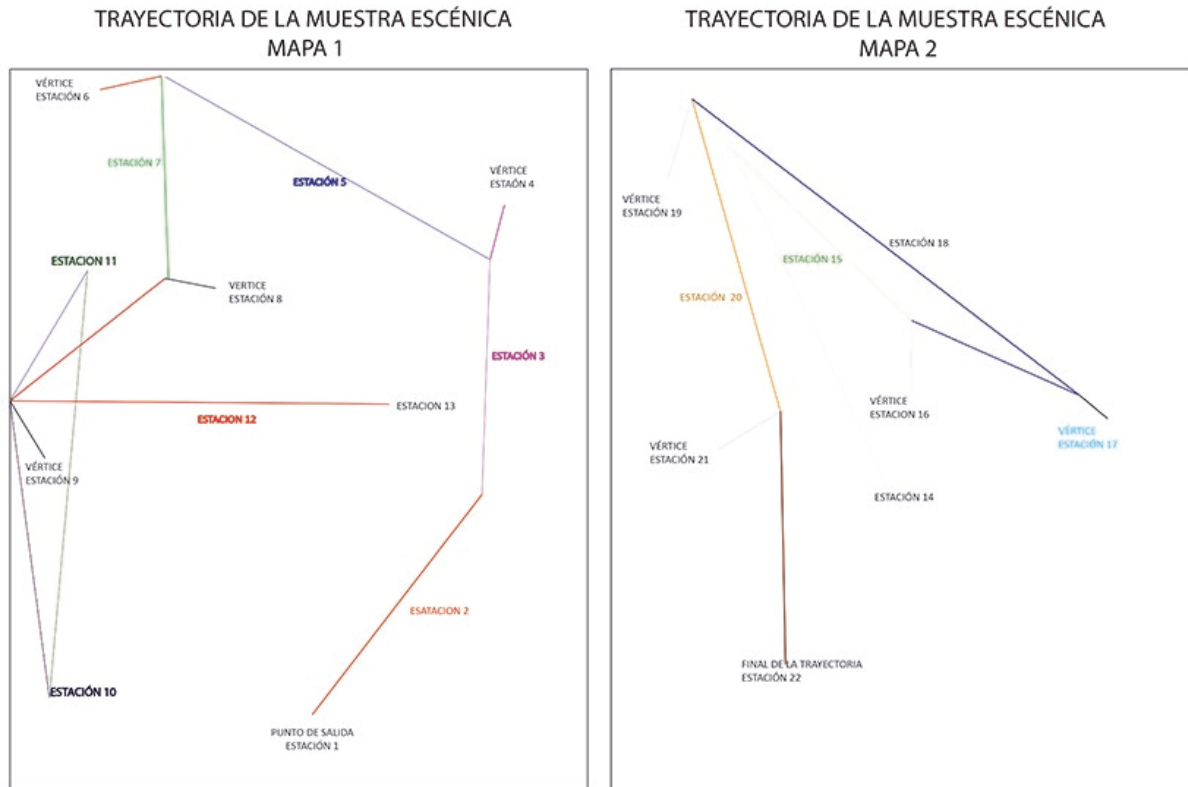 TRAYECTORIA DE LA MUESTRA ESCÉNICA
MAPA 1
VÉRTICE
ESTACIÓN 6
ESTACIÓN 7
ESTACIÓN 5
VÉRTICE
ESTAÓN 4
ESTACION 11
VERTICE
ESTACIÓN 8
ESTACIÓN 3
ESTACION 12
ESTACION 13
VÉRTICE
ESTACIÓN 9
ESATACION 2
ESTACIÓN 10
PUNTO DE SALIDA
ESTACIÓN 1
TRAYECTORIA DE LA MUESTRA ESCÉNICA
MAPA 2
VÉRTICE
ESTACIÓN 19
ESTACIÓN 18
ESTACIÓN 15
ESTACIÓN 20
VÉRTICE
ESTACION 16
VÉRTICE
ESTACIÓN 17
VÉRTICE
ESTACIÓN 21
ESTACIÓN 14
FINAL DE LA TRAYECTORIA
ESTACIÓN 22